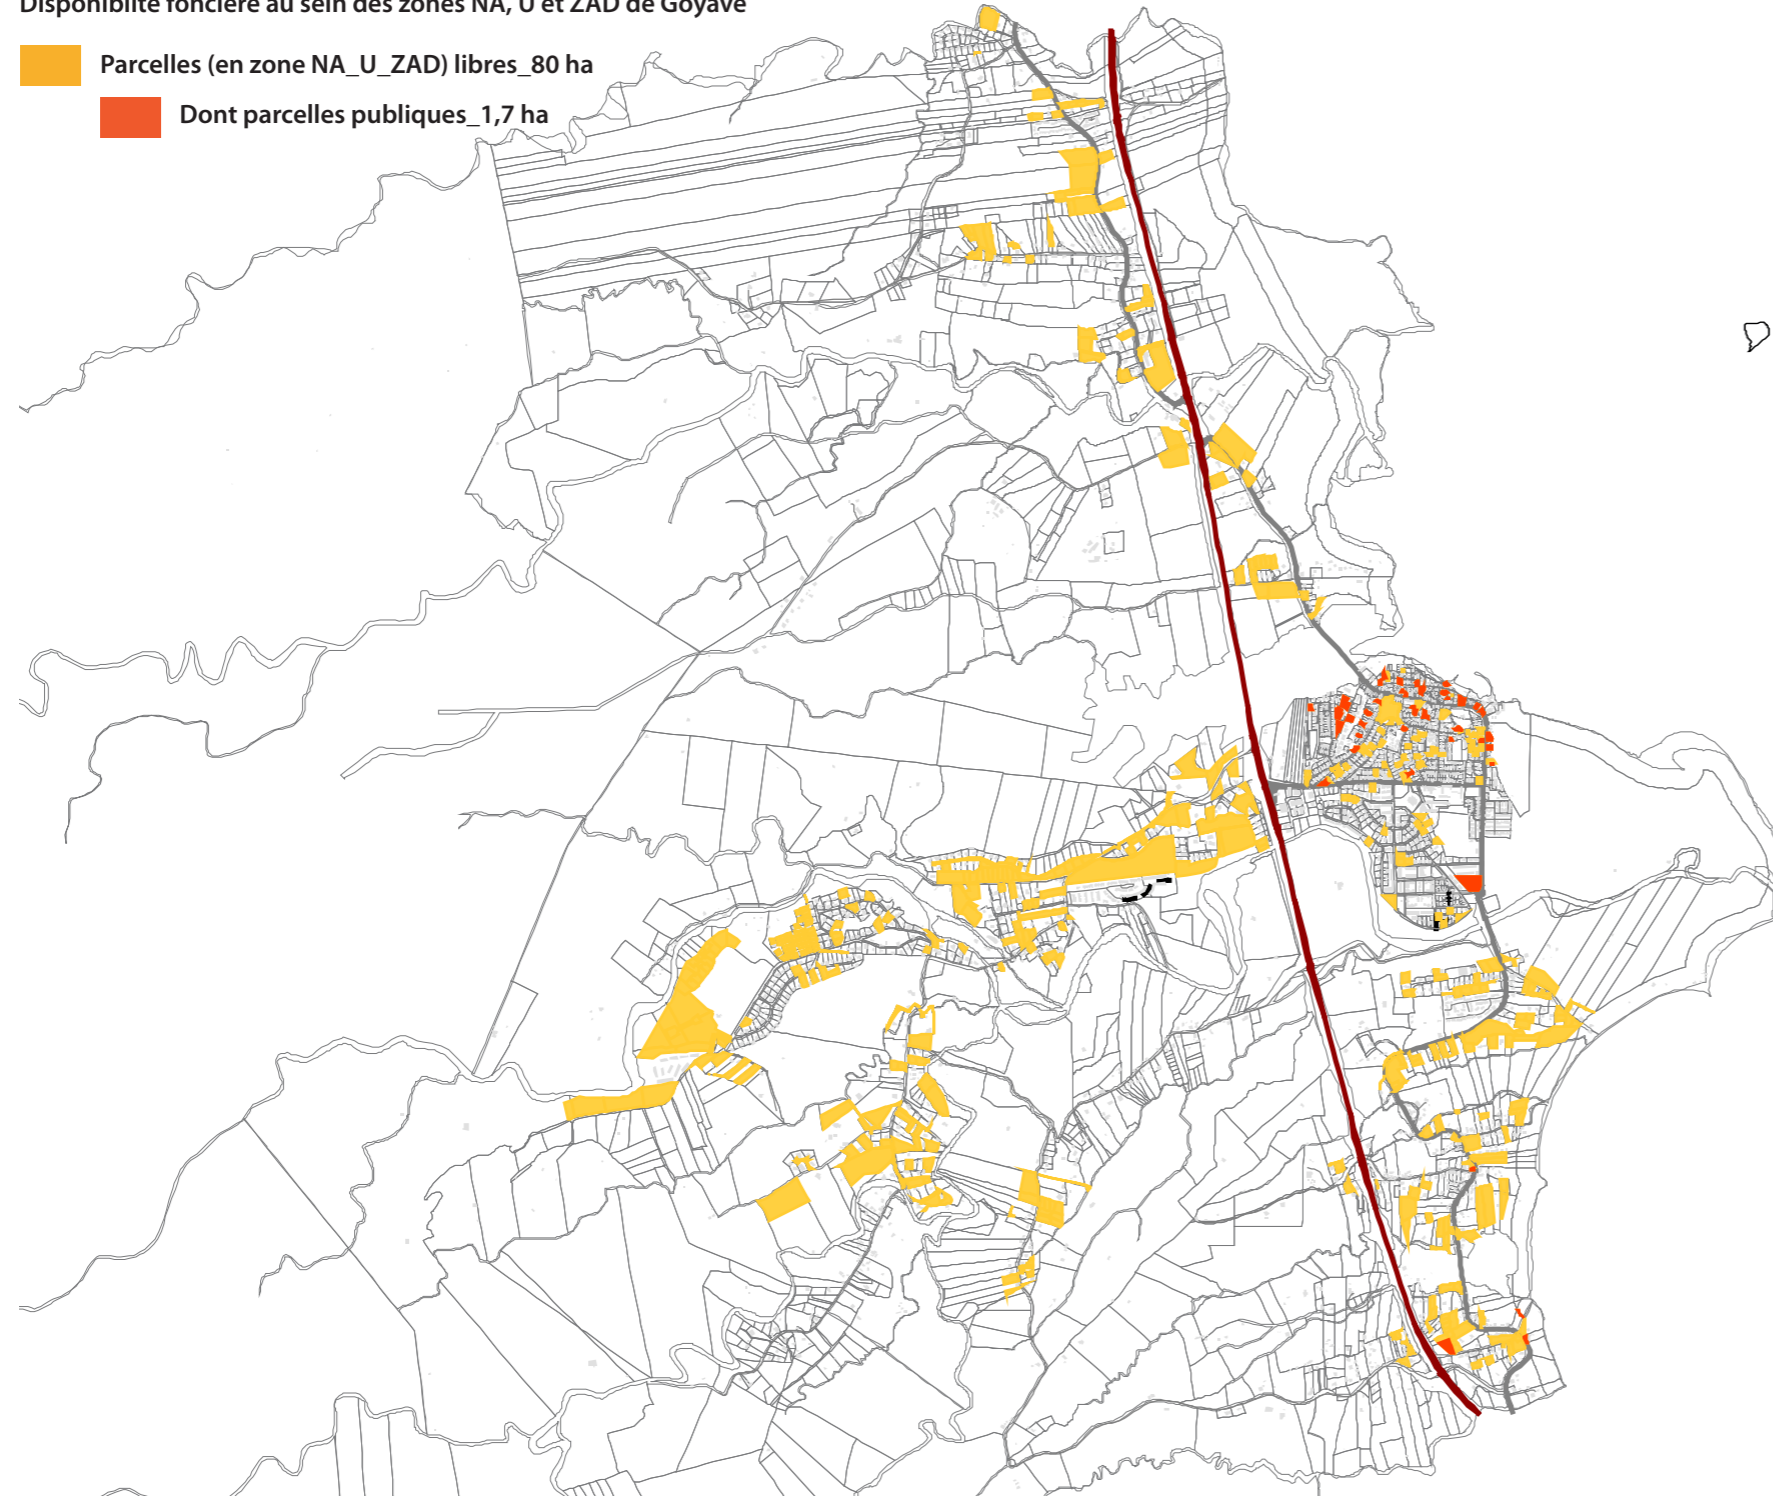 Disponiblité foncière au sein des zones NA, U et ZAD de Goyave
Parcelles (en zone NA_U_ZAD) libres_80 ha
Dont parcelles publiques_1,7 ha